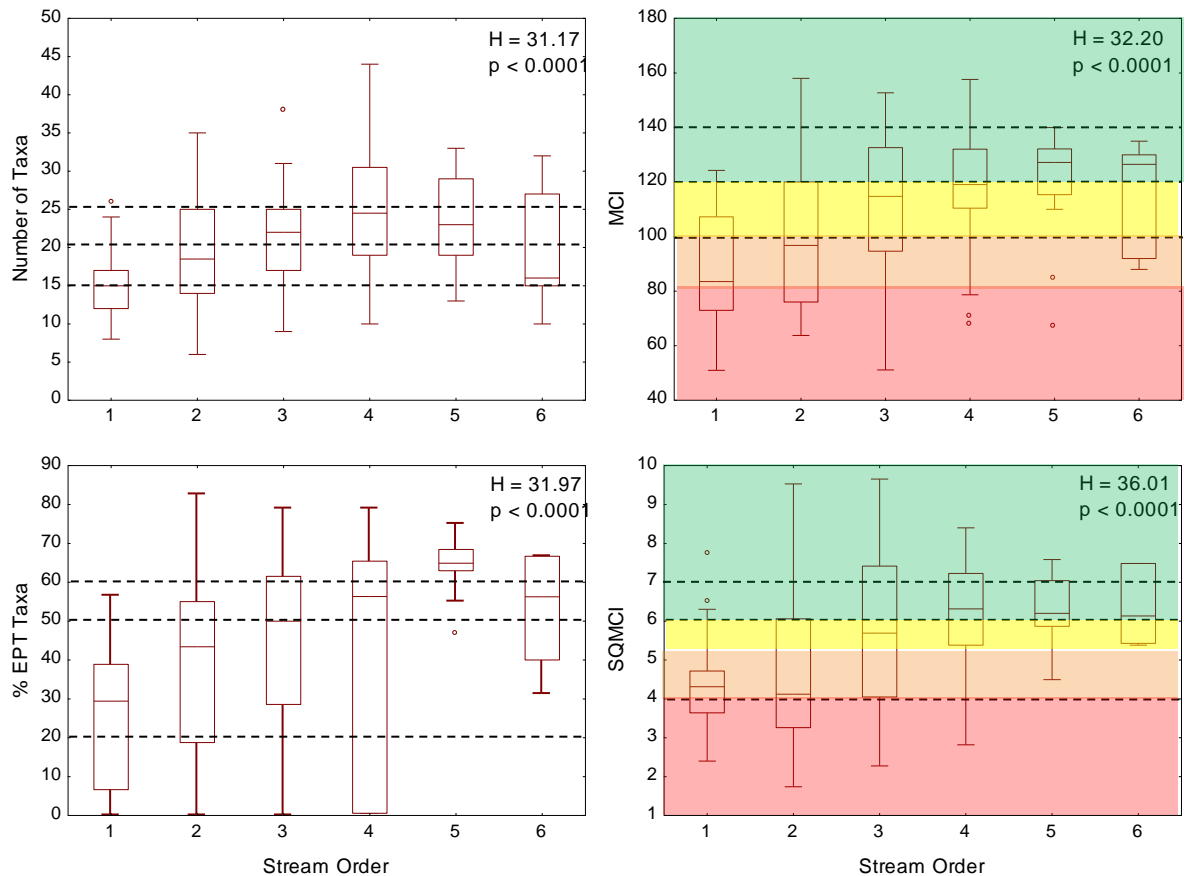 50
45
40
35
30
25
20
15
10
5
0
Number of Taxa
H = 31.17
p < 0.0001
1 2 3 4 5 6
180
160
140
120
100
80
60
40
MCI
H = 32.20
p < 0.0001
1 2 3 4 5 6
90
80
70
60
50
40
30
20
10
0
% EPT Taxa
H = 31.97
p < 0.0001
1 2 3 4 5 6
Stream Order
10
9
8
7
6
5
4
3
2
1
SQMCI
H = 36.01
p < 0.0001
1 2 3 4 5 6
Stream Order